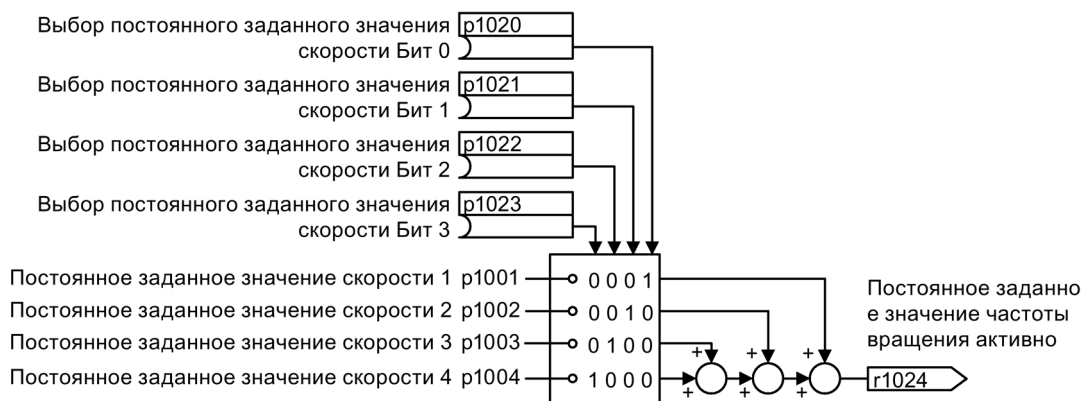 Выбор постоянного заданного значения p1020
скорости Бит 0
Выбор постоянного заданного значения p1021
скорости Бит 1
Выбор постоянного заданного значения p1022
скорости Бит 2
Выбор постоянного заданного значения p1023
скорости Бит 3
Постоянное заданное значение скорости 1 p1001 0 0 0 1
Постоянное заданное значение скорости 2 p1002 0 0 1 0
Постоянное заданное значение скорости 3 p1003 0 1 0 0
Постоянное заданное значение скорости 4 p1004 1 0 0 0
+ + +
+ + +
Постоянное заданно
е значение частоты
вращения активно
r1024